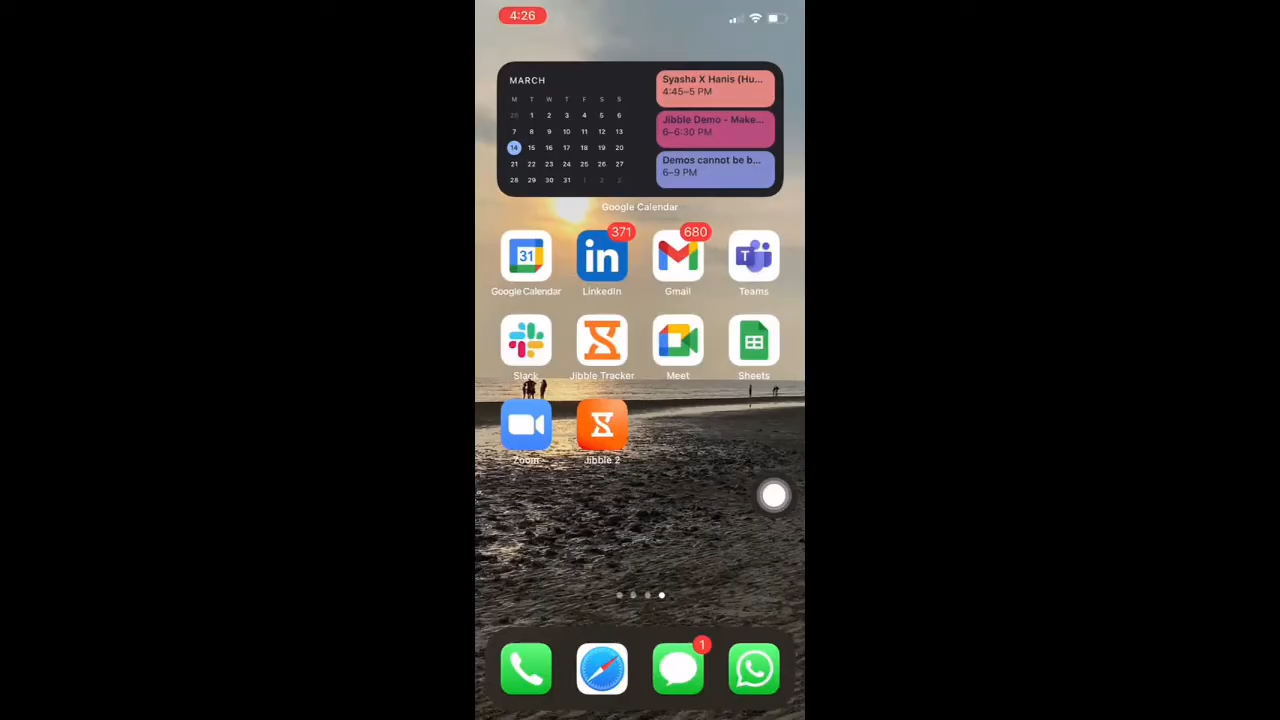 4:26
MARCH
M T W T F S S
1 2 3 4 5 6
7 8 9 10 11 12 13
14 15 16 17 18 19 20
21 22 23 24 25 26 27
28 29 30 31 1 2
Syasha X Hanis (Hu...
4:45–5 PM
Jibble Demo - Make...
6–6:30 PM
Demos cannot be b...
6–9 PM
Google Calendar
31
in
371
680
T
Google Calendar
LinkedIn
Gmail
Teams
Slack
Jibble Tracker
Meet
Sheets
Zoom
Jibble 2
1